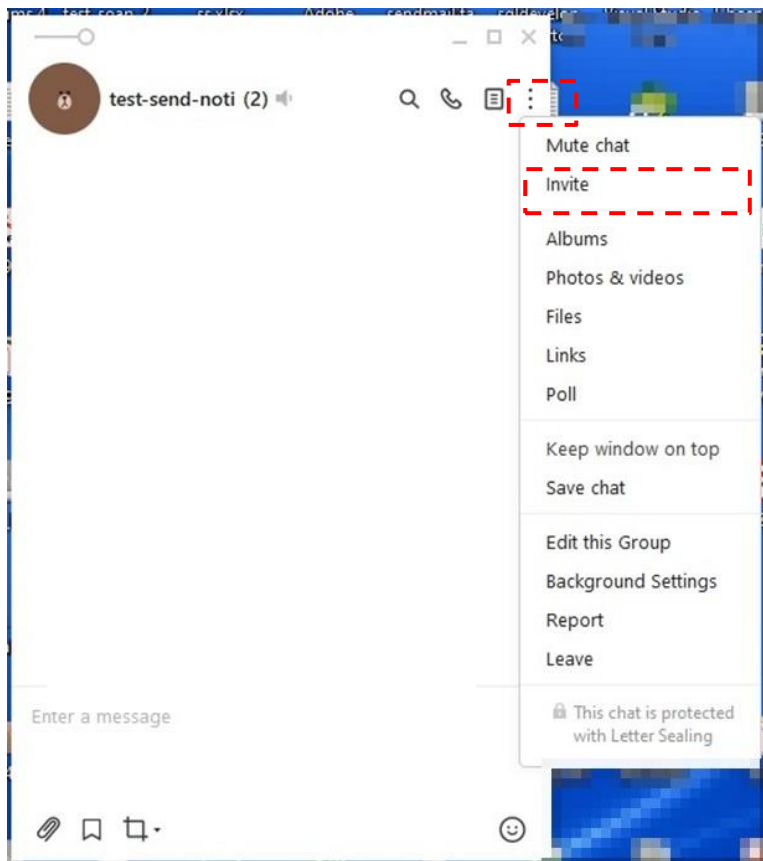 test-send-noti (2)
Mute chat
Invite
Albums
Photos & videos
Files
Links
Poll
Keep window on top
Save chat
Edit this Group
Background Settings
Report
Leave
This chat is protected
with Letter Sealing
Enter a message